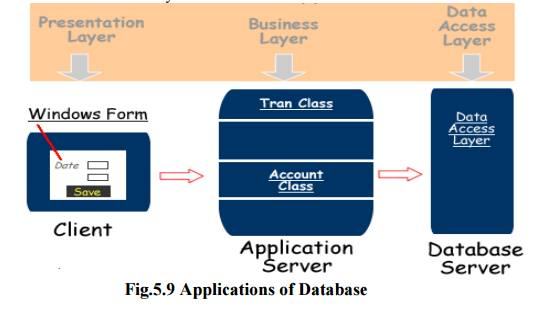 Presentation
Layer
Business
Layer
Data
Access
Layer
Windows Form
Date
Save
Client
Tran Class
Account
Class
Application
Server
Data
Access
Layer
Database
Server
Fig.5.9 Applications of Database